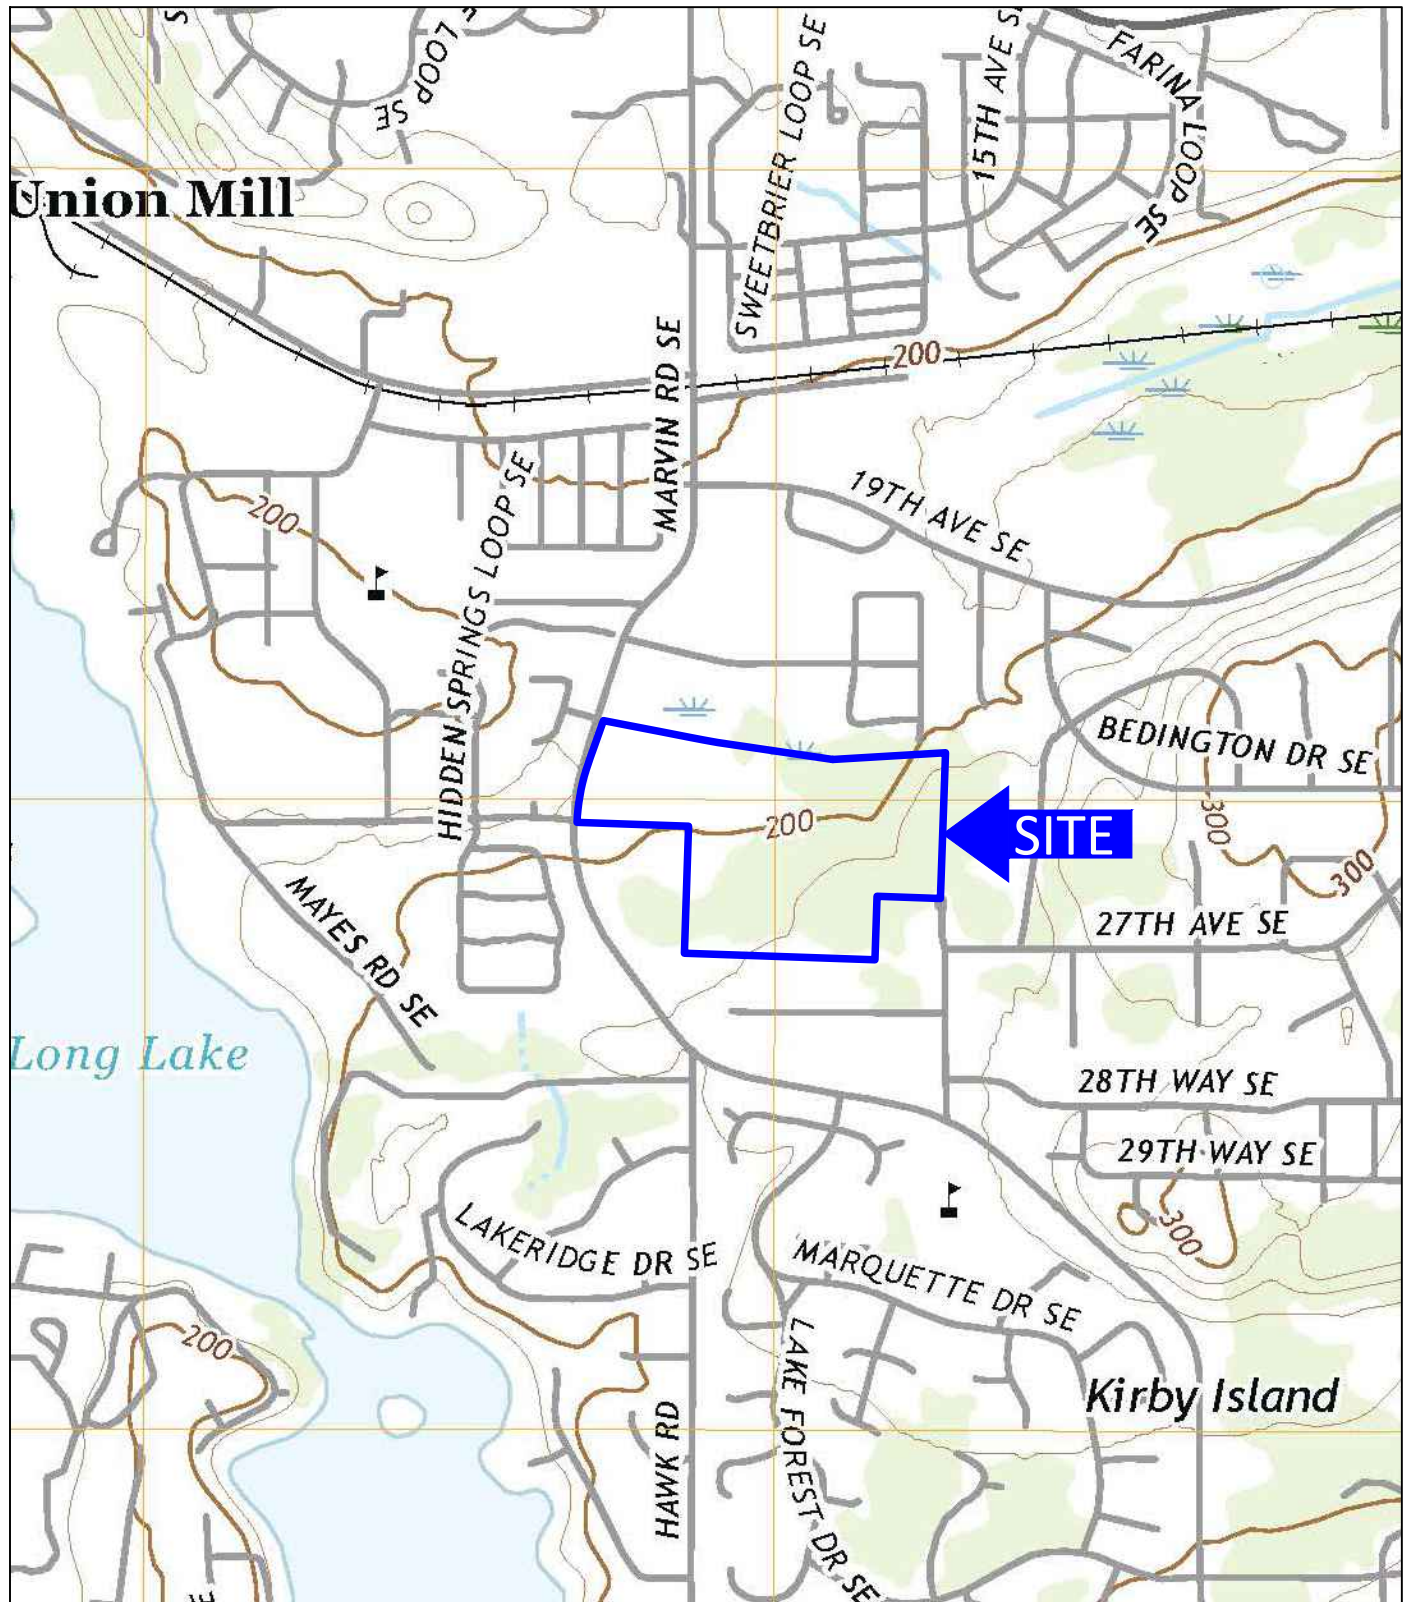 S
LOOP SE
SWEETBRIER LOOP SE
15TH AVE SE
FARINA LOOP SE
Union Mill
MARVIN RD SE
200
HIDDEN SPRINGS LOOP SE
200
19TH AVE SE
BEDINGTON DR SE
200
SITE
300
300
MAYES RD SE
27TH AVE SE
Long Lake
28TH WAY SE
29TH WAY SE
300
LAKERIDGE DR SE
MARQUETTE DR SE
200
LAKE FOREST DR SE
Kirby Island
HAWK RD